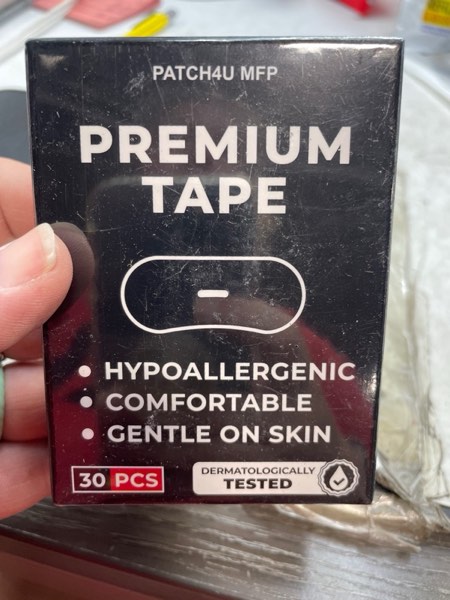 PATCH4U MFP
PREMIUM
TAPE
• HYPOALLERGENIC
• COMFORTABLE
• GENTLE ON SKIN
30 PCS
DERMATOLOGICALLY
TESTED